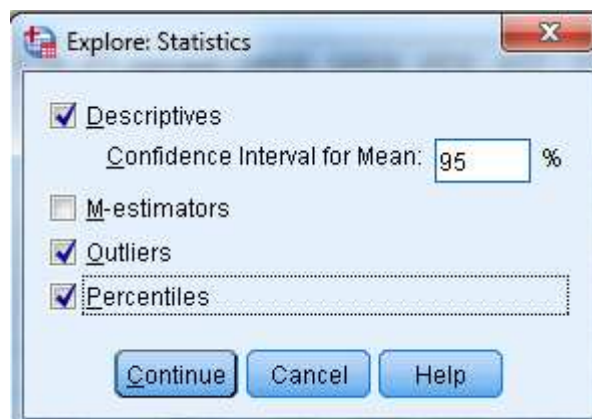 Explore: Statistics
Descriptives
Confidence Interval for Mean: 95 %
M-estimators
Outliers
Percentiles
Continue Cancel Help